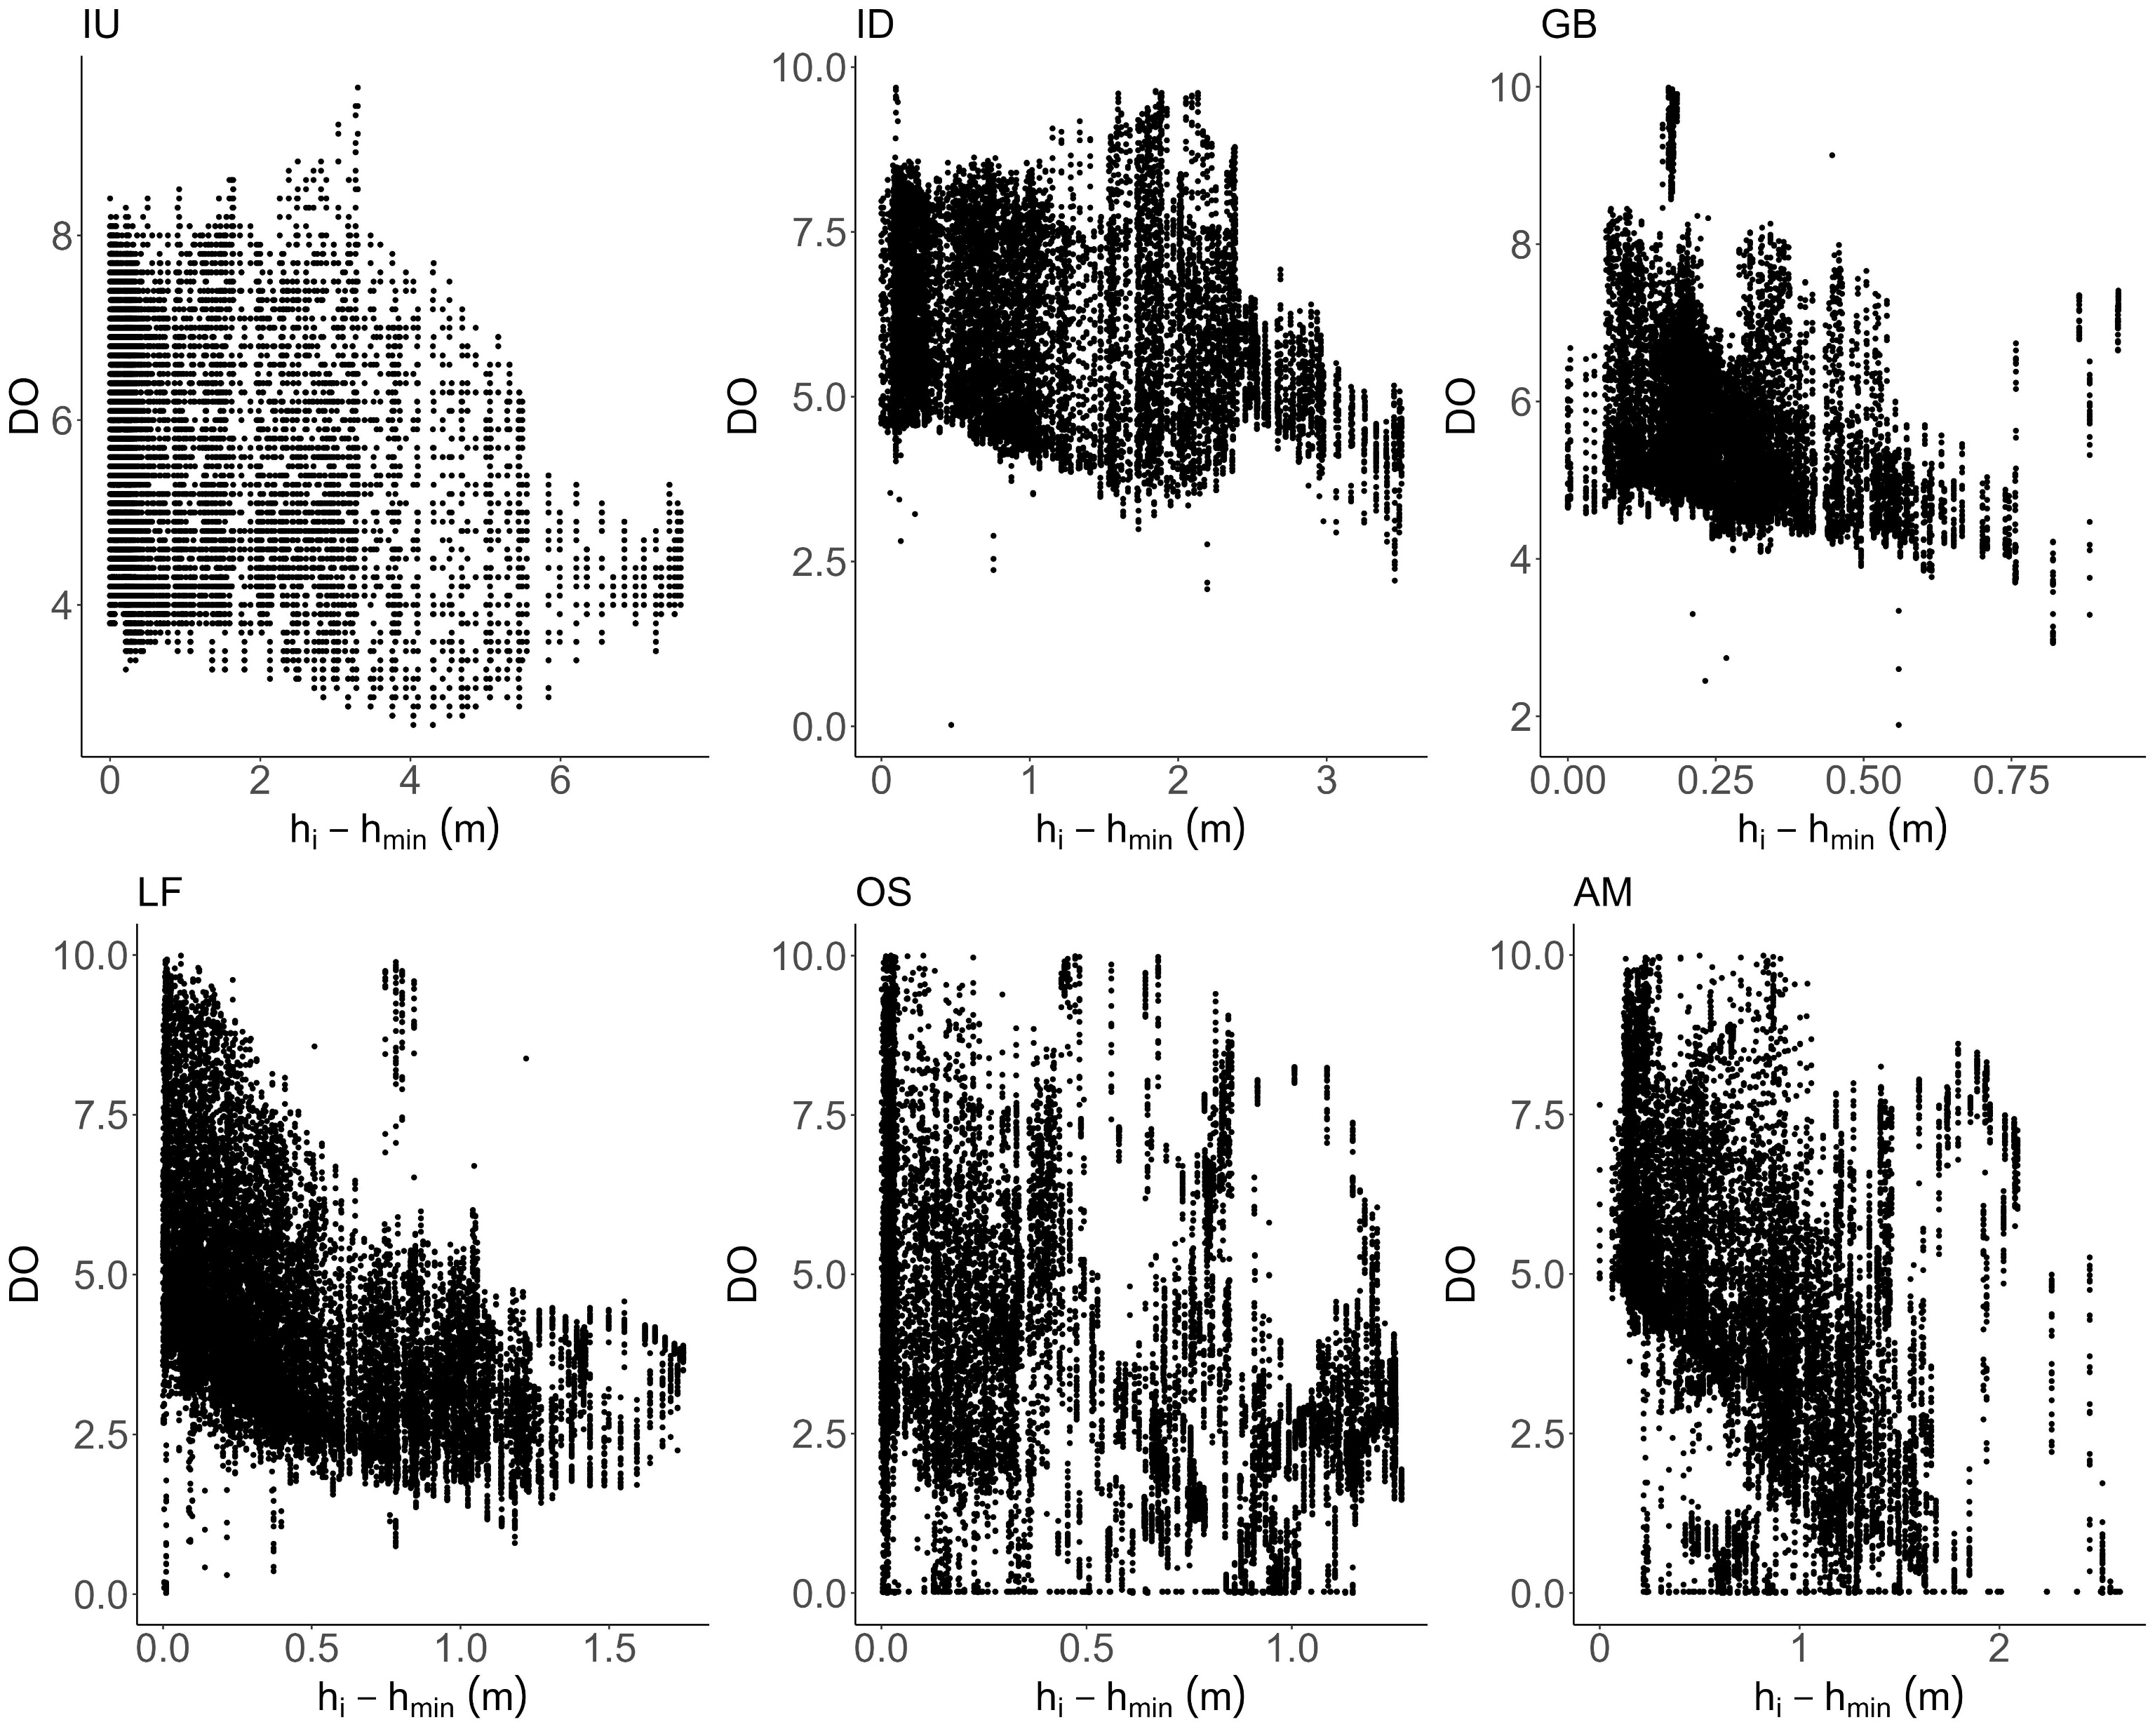 IU
DO
8
6
4
0 2 4 6
hᵢ – hₘᵢₙ (m)
ID
DO
10.0
7.5
5.0
2.5
0.0
0 1 2 3
hᵢ – hₘᵢₙ (m)
GB
DO
10
8
6
4
2
0.00 0.25 0.50 0.75
hᵢ – hₘᵢₙ (m)
LF
DO
10.0
7.5
5.0
2.5
0.0
0.0 0.5 1.0 1.5
hᵢ – hₘᵢₙ (m)
OS
DO
10.0
7.5
5.0
2.5
0.0
0.0 0.5 1.0
hᵢ – hₘᵢₙ (m)
AM
DO
10.0
7.5
5.0
2.5
0.0
0 1 2
hᵢ – hₘᵢₙ (m)